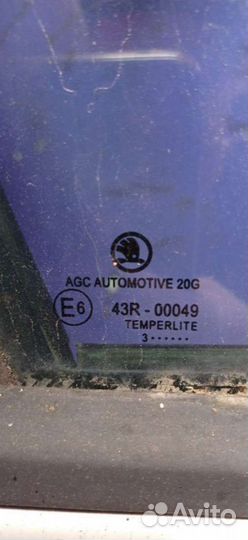 AGC AUTOMOTIVE 20G
E6 43R - 00049
TEMPERLITE
3······
Avito